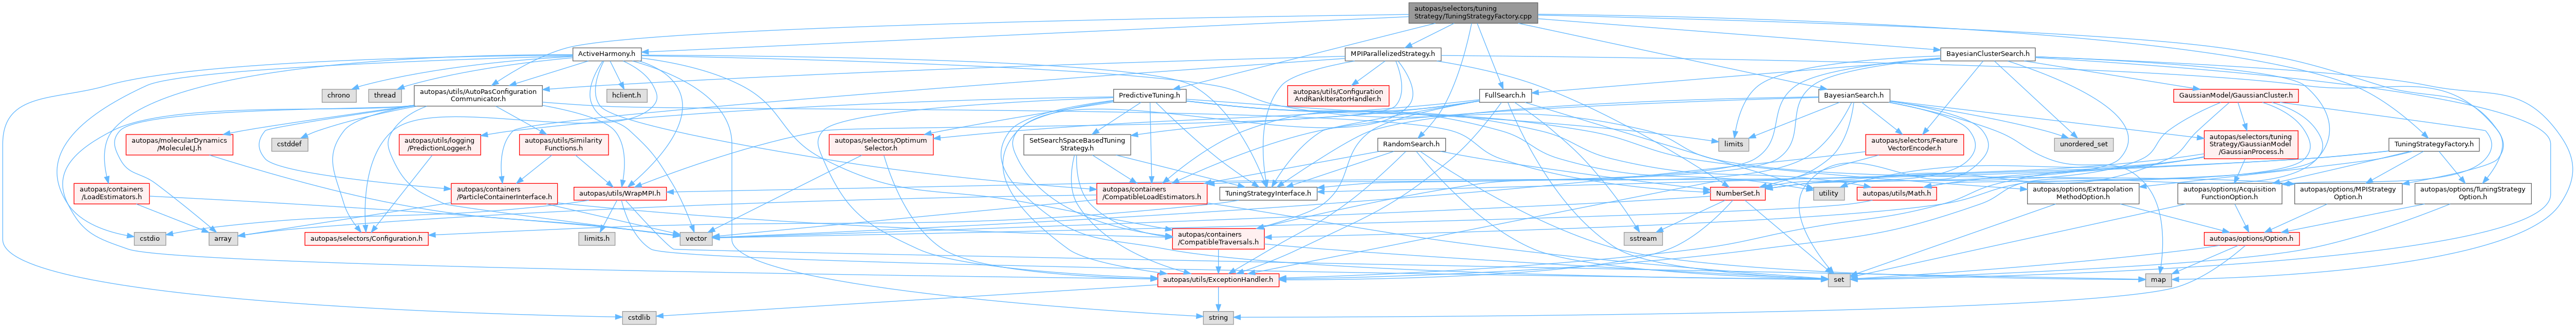 autopas/selectors/tuning
Strategy/TuningStrategyFactory.cpp
ActiveHarmony.h
MPIParallelizedStrategy.h
BayesianClusterSearch.h
chrono
thread
autopas/utils/AutoPasConfiguration
Communicator.h
hclient.h
autopas/utils/Configuration
AndRankIteratorHandler.h
PredictiveTuning.h
FullSearch.h
BayesianSearch.h
GaussianModel/GaussianCluster.h
autopas/molecularDynamics
/MoleculeLJ.h
cstddef
autopas/utils/logging
/PredictionLogger.h
autopas/utils/Similarity
Functions.h
autopas/selectors/Optimum
Selector.h
SetSearchSpaceBasedTuning
Strategy.h
RandomSearch.h
limits
autopas/selectors/Feature
VectorEncoder.h
unordered_set
autopas/selectors/tuning
Strategy/GaussianModel
/GaussianProcess.h
TuningStrategyFactory.h
autopas/containers
/LoadEstimators.h
autopas/containers
/ParticleContainerInterface.h
autopas/utils/WrapMPI.h
autopas/containers
/CompatibleLoadEstimators.h
TuningStrategyInterface.h
NumberSet.h
utility
autopas/utils/Math.h
autopas/options/Extrapolation
MethodOption.h
autopas/options/Acquisition
FunctionOption.h
autopas/options/MPIStrategy
Option.h
autopas/options/TuningStrategy
Option.h
cstdio
array
autopas/selectors/Configuration.h
limits.h
vector
autopas/containers
/CompatibleTraversals.h
sstream
autopas/options/Option.h
autopas/utils/ExceptionHandler.h
set
map
cstdlib
string